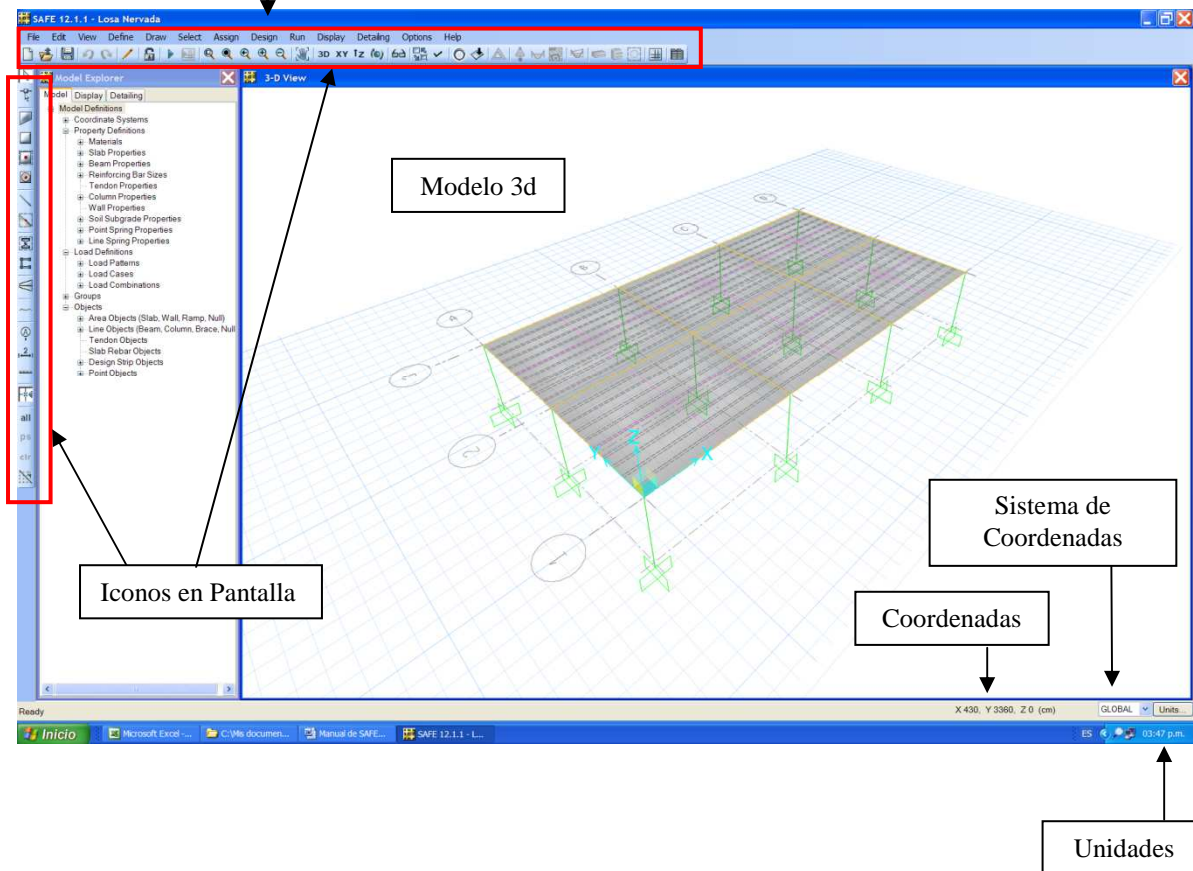 SAFE 12.1.1 - Losa Nervada
File Edit View Define Draw Select Assign Design Run Display Detailing Options Help
3D XY
Model Explorer
3-D View
Model Display Detailing
Model Definitions
Coordinate Systems
Property Definitions
Materials
Slab Properties
Beam Properties
Reinforcing Bar Sizes
Tendon Properties
Column Properties
Wall Properties
Soil Subgrade Properties
Point Spring Properties
Line Spring Properties
Load Definitions
Load Patterns
Load Cases
Load Combinations
Groups
Objects
Area Objects (Slab, Wall, Ramp, Null)
Line Objects (Beam, Column, Brace, Null
Tendon Objects
Slab Rebar Objects
Design Strip Objects
Point Objects
all
ps
clr
Modelo 3d
D
C
B
A
3
2
1
Z
Y
X
Iconos en Pantalla
Sistema de
Coordenadas
Coordenadas
Ready
X 430, Y 3360, Z 0 (cm)
GLOBAL
Units...
Inicio
Microsoft Excel -...
C:\Mis documen...
Manual de SAFE...
SAFE 12.1.1 - L...
ES
03:47 p.m.
Unidades